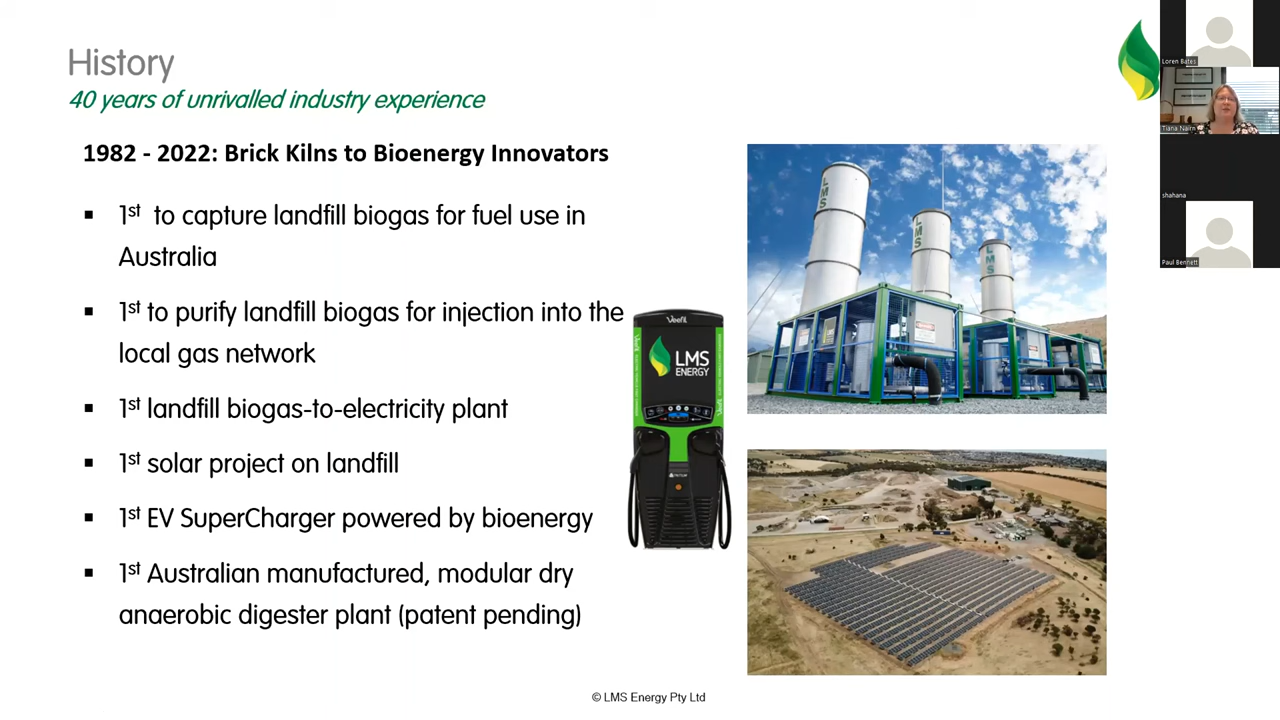 History
40 years of unrivalled industry experience
1982 - 2022: Brick Kilns to Bioenergy Innovators
▪ 1st to capture landfill biogas for fuel use in
Australia
▪ 1st to purify landfill biogas for injection into the
local gas network
▪ 1st landfill biogas-to-electricity plant
▪ 1st solar project on landfill
▪ 1st EV SuperCharger powered by bioenergy
▪ 1st Australian manufactured, modular dry
anaerobic digester plant (patent pending)
Veefil
LMS
ENERGY
LMS
LMS
LMS
© LMS Energy Pty Ltd
Loren Bates
Tiana Nairn
shahana
Paul Bennett